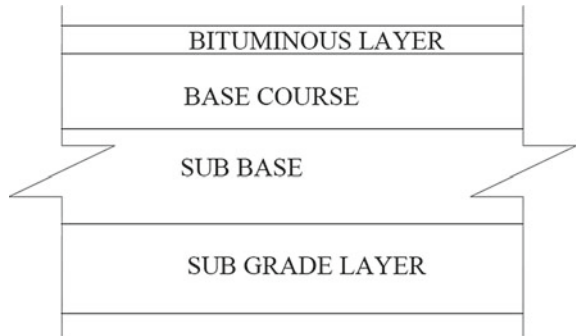 BITUMINOUS LAYER
BASE COURSE
SUB BASE
SUB GRADE LAYER